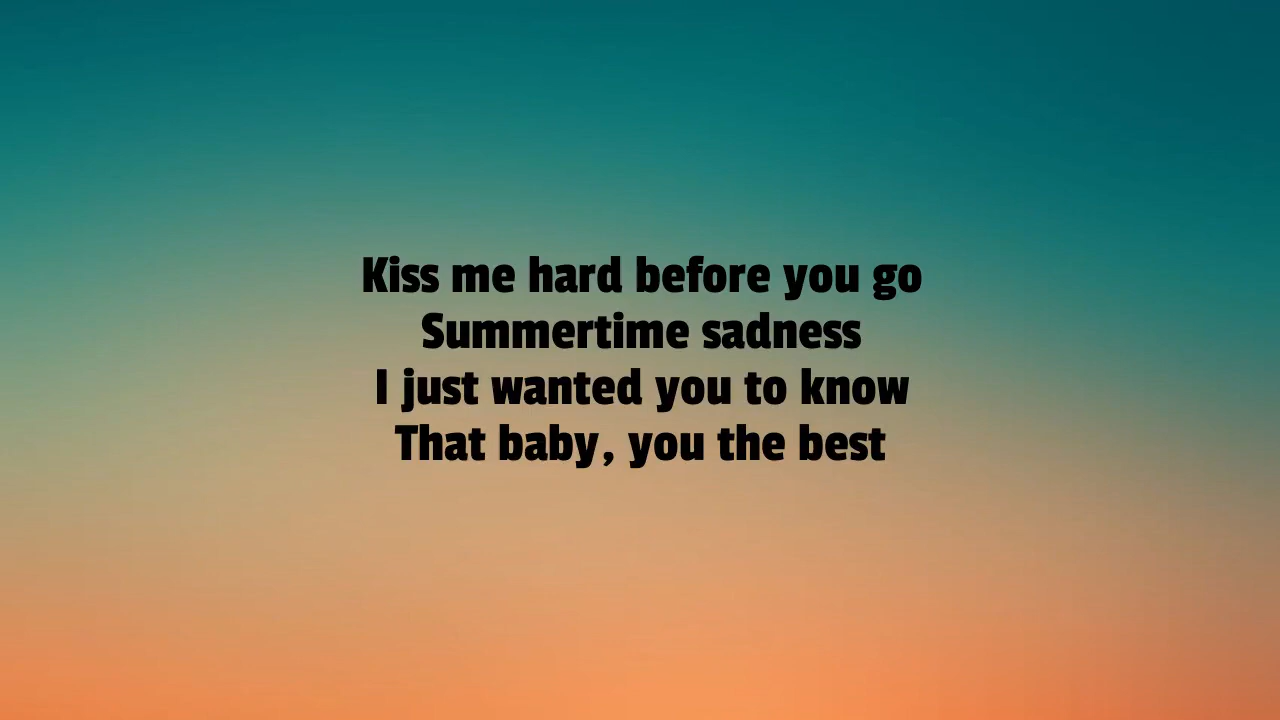 Kiss me hard before you go
Summertime sadness
I just wanted you to know
That baby, you the best